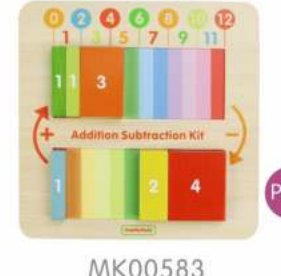 0 2 4 6 8 10 12
1 3 5 7 9 11
1 1 3
+ Addition Subtraction Kit −
1 2 4
P
MK00583